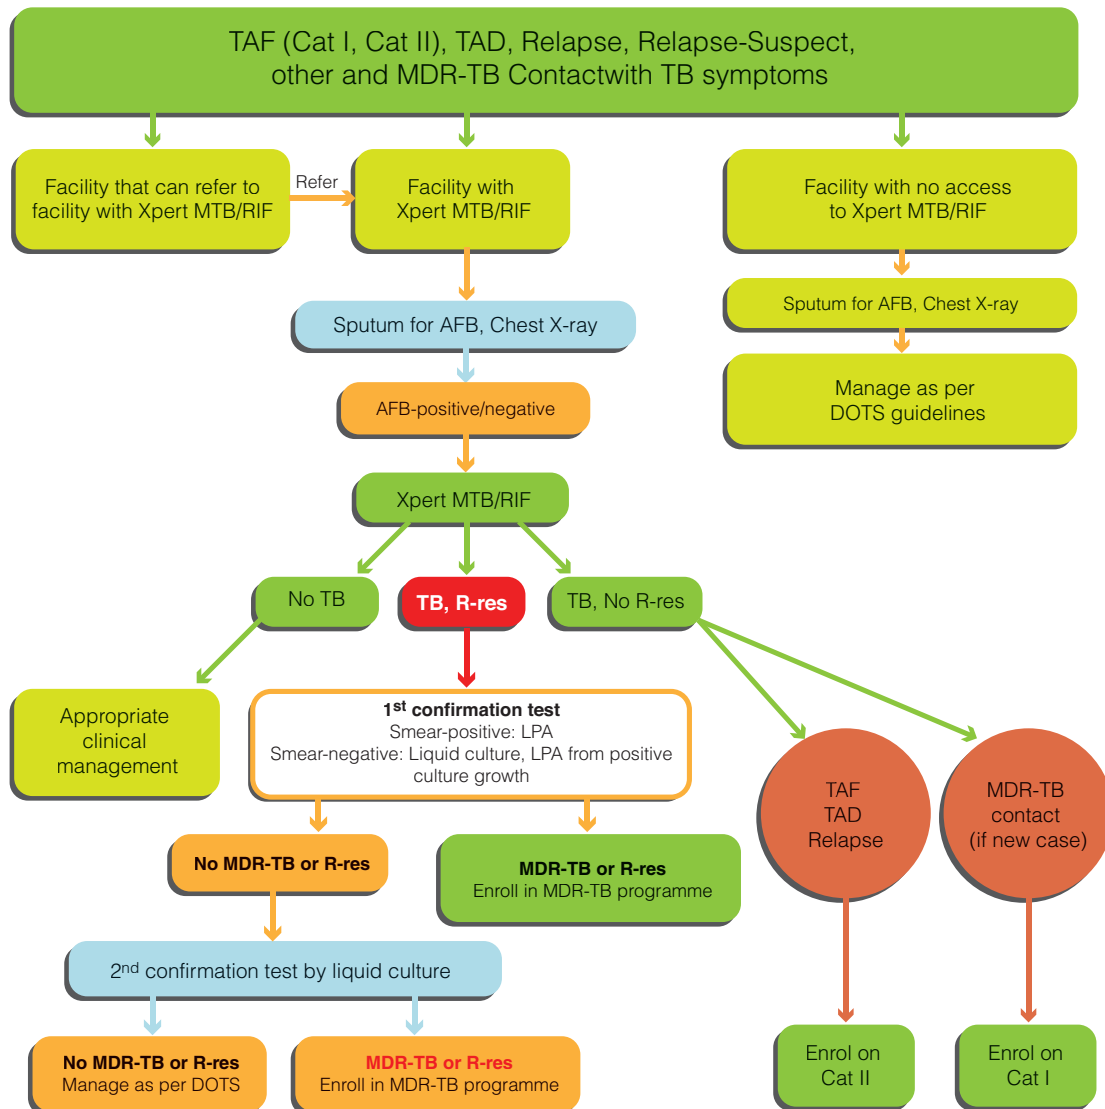 TAF (Cat I, Cat II), TAD, Relapse, Relapse-Suspect,
other and MDR-TB Contactwith TB symptoms
Facility that can refer to
facility with Xpert MTB/RIF
Refer
Facility with
Xpert MTB/RIF
Facility with no access
to Xpert MTB/RIF
Sputum for AFB, Chest X-ray
Sputum for AFB, Chest X-ray
AFB-positive/negative
Manage as per
DOTS guidelines
Xpert MTB/RIF
No TB
TB, R-res
TB, No R-res
Appropriate
clinical
management
1st confirmation test
Smear-positive: LPA
Smear-negative: Liquid culture, LPA from positive
culture growth
TAF
TAD
Relapse
MDR-TB
contact
(if new case)
No MDR-TB or R-res
MDR-TB or R-res
Enroll in MDR-TB programme
2nd confirmation test by liquid culture
No MDR-TB or R-res
Manage as per DOTS
MDR-TB or R-res
Enroll in MDR-TB programme
Enrol on
Cat II
Enrol on
Cat I